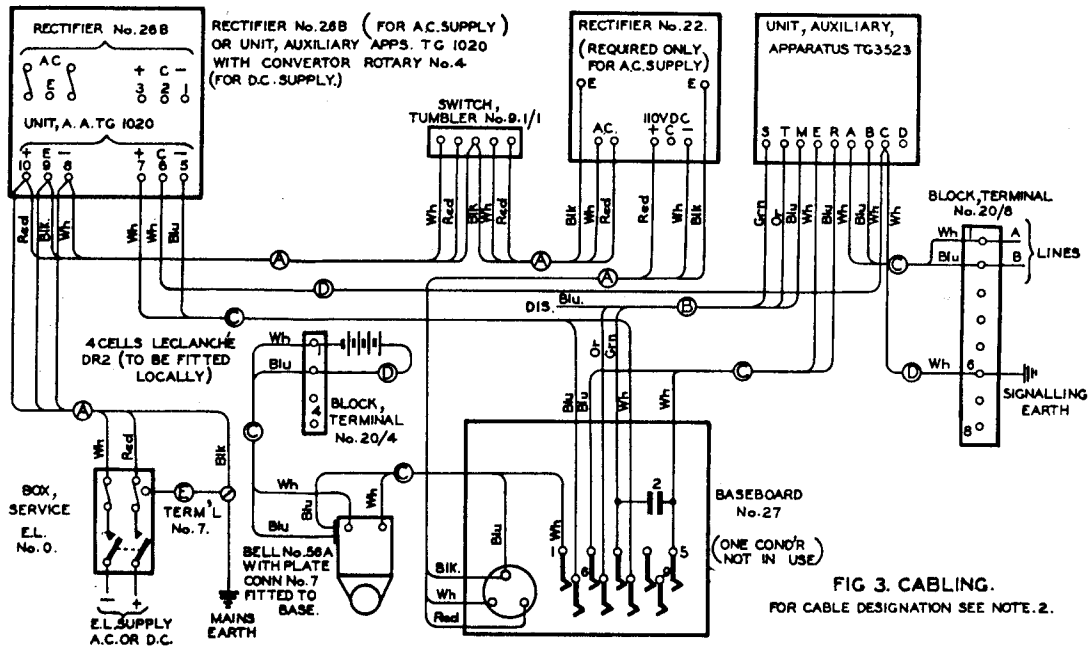 RECTIFIER No.26B
A C
E
+ C −
3 2 1
UNIT, A. A. TG 1020
+ E −
10 9 8
+ C −
7 6 5
RECTIFIER No.26B (FOR A.C. SUPPLY)
OR UNIT, AUXILIARY APPS. TG 1020
WITH CONVERTOR ROTARY No.4
(FOR D.C. SUPPLY.)
SWITCH,
TUMBLER No.9.1/1
RECTIFIER No.22.
(REQUIRED ONLY
FOR A.C. SUPPLY)
E E
110V DC
A.C. + C −
UNIT, AUXILIARY,
APPARATUS TG3523
S T M E R A B C D
Red Blk. Wh
Wh Wh Blu
Wh Red Blk Wh Red
Blk Wh Red
Red Wh Blk
Grn Or Blu Wh Blu Wh Blu Wh Wh
BLOCK, TERMINAL
No.20/8
Wh 1 A
Blu B
LINES
A A A C
D
DIS. Blu. B
C
4 CELLS LECLANCHÉ
DR2 (TO BE FITTED
LOCALLY)
Wh 1
Blu D
4
BLOCK,
TERMINAL
No.20/4
Or Grn
C
D Wh 6
SIGNALLING
EARTH
8
Blu Blu Wh Wh
A
Wh Red Blk
C
C
BOX,
SERVICE
E.L.
No.0.
E
TERM'L
No.7.
Wh Blu Wh
Blu
BELL No.56A
WITH PLATE
CONN No.7
FITTED TO
BASE.
Blu Wh
2
BASEBOARD
No.27
(ONE COND'R
NOT IN USE)
1 6 9 5
Blk.
Wh
Red
− +
E.L. SUPPLY
A.C. OR D.C.
MAINS
EARTH
FIG 3. CABLING.
FOR CABLE DESIGNATION SEE NOTE.2.